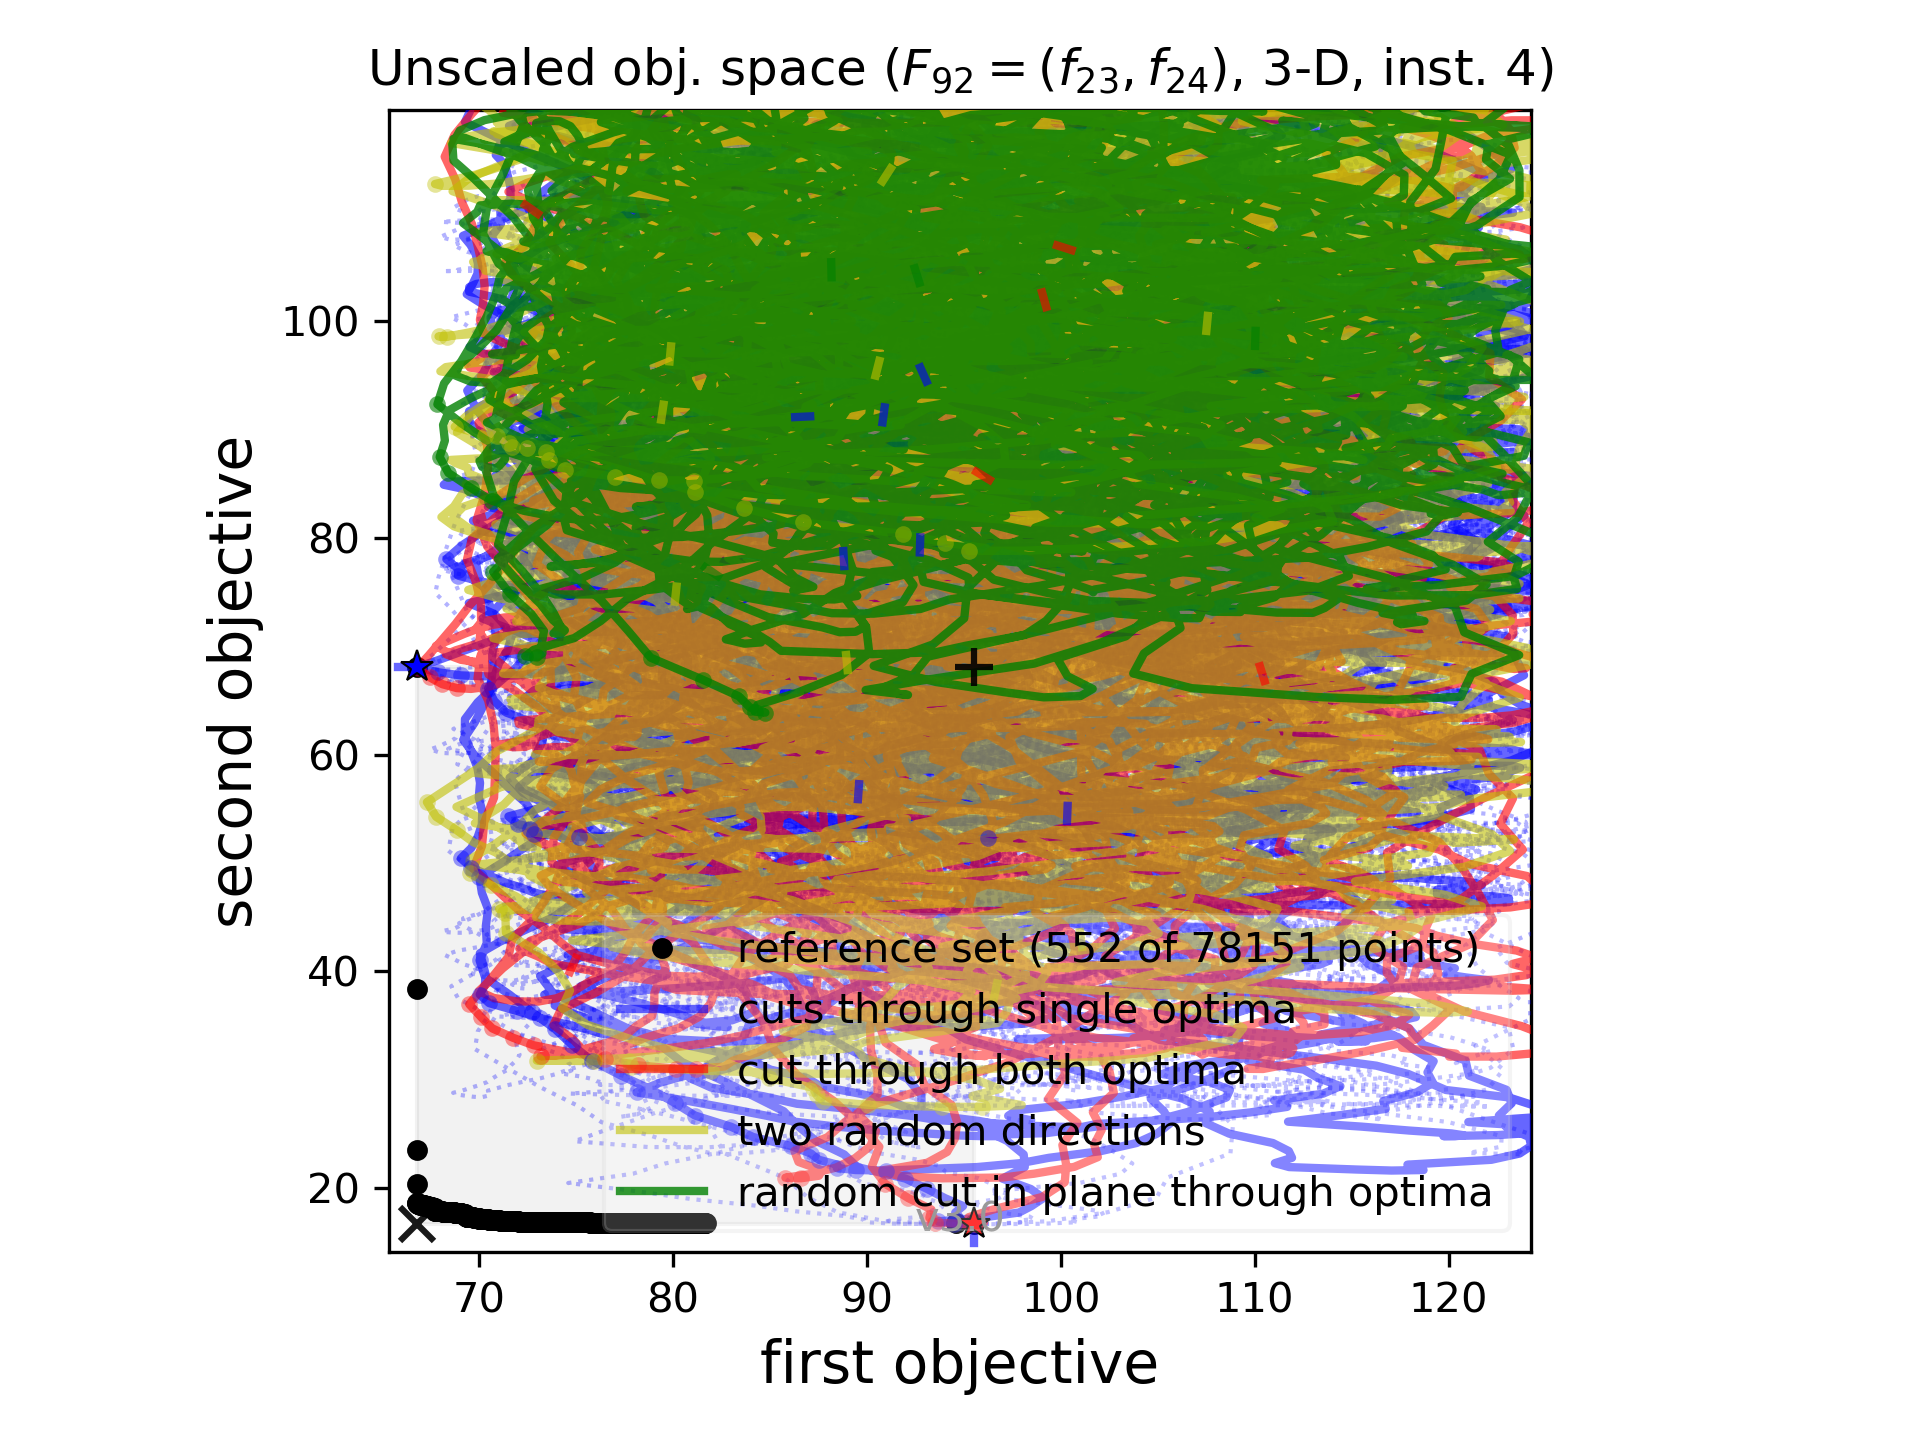 Unscaled obj. space (F₉₂ = (f₂₃, f₂₄), 3-D, inst. 4)
second objective
100
80
60
40
20
reference set (552 of 78151 points)
cuts through single optima
cut through both optima
two random directions
random cut in plane through optima
70
80
90
100
110
120
first objective